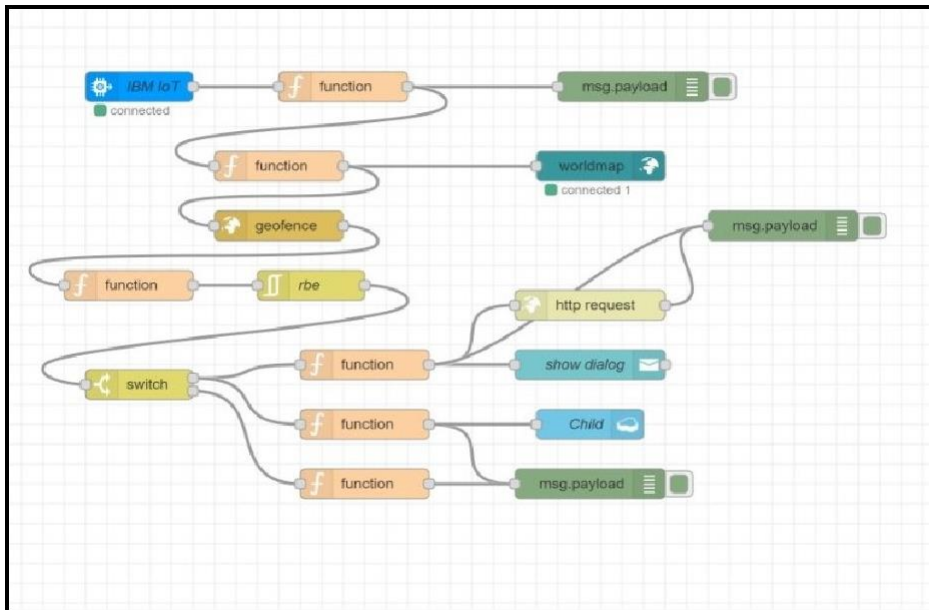 IBM IoT
function
msg.payload
connected
function
worldmap
connected 1
geofence
msg.payload
function
rbe
http request
function
show dialog
switch
function
Child
function
msg.payload